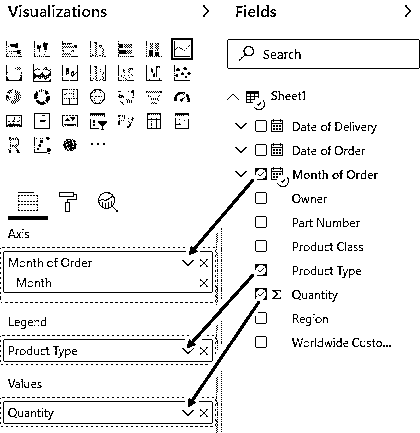 Visualizations
Axis
Month of Order
Month
Legend
Product Type
Values
Quantity
Fields
Search
Sheet1
Date of Delivery
Date of Order
Month of Order
Owner
Part Number
Product Class
Product Type
Σ Quantity
Region
Worldwide Custo...